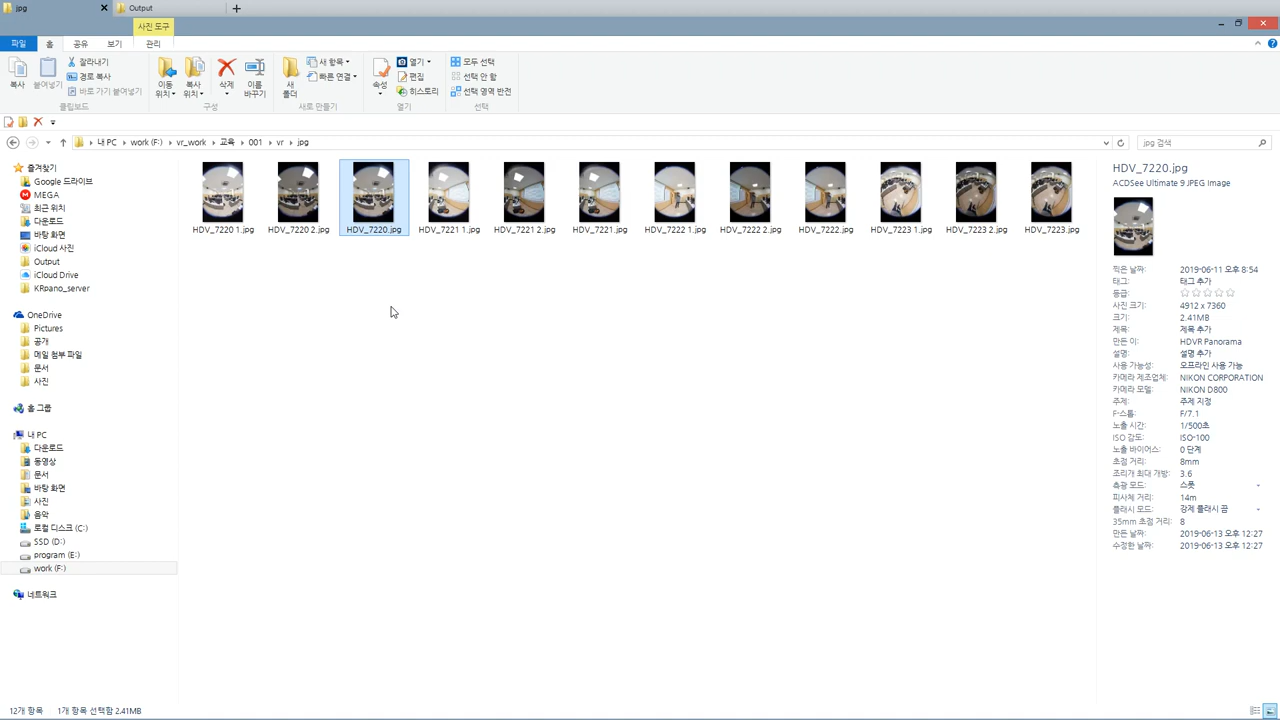 jpg
Output
사진 도구
파일
홈
공유
보기
관리
복사
붙여넣기
잘라내기
경로 복사
바로 가기 붙여넣기
클립보드
이동 위치
복사 위치
삭제
이름 바꾸기
구성
새 폴더
새 항목
빠른 연결
새로 만들기
속성
열기
편집
히스토리
열기
모두 선택
선택 안 함
선택 영역 반전
선택
내 PC
work (F:)
vr_work
교육
001
vr
jpg
jpg 검색
즐겨찾기
Google 드라이브
MEGA
최근 위치
다운로드
바탕 화면
iCloud 사진
Output
iCloud Drive
KRpano_server
OneDrive
Pictures
공개
메일 첨부 파일
문서
사진
홈 그룹
내 PC
다운로드
동영상
문서
바탕 화면
사진
음악
로컬 디스크 (C:)
SSD (D:)
program (E:)
work (F:)
네트워크
HDV_7220 1.jpg
HDV_7220 2.jpg
HDV_7220.jpg
HDV_7221 1.jpg
HDV_7221 2.jpg
HDV_7221.jpg
HDV_7222 1.jpg
HDV_7222 2.jpg
HDV_7222.jpg
HDV_7223 1.jpg
HDV_7223 2.jpg
HDV_7223.jpg
HDV_7220.jpg
ACDSee Ultimate 9 JPEG Image
찍은 날짜: 2019-06-11 오후 8:54
태그: 태그 추가
등급:
사진 크기: 4912 x 7360
크기: 2.41MB
제목: 제목 추가
만든 이: HDVR Panorama
설명: 설명 추가
사용 가능성: 오프라인 사용 가능
카메라 제조업체: NIKON CORPORATION
카메라 모델: NIKON D800
주제: 주제 지정
F-스톱: F/7.1
노출 시간: 1/500초
ISO 감도: ISO-100
노출 바이어스: 0 단계
초점 거리: 8mm
조리개 최대 개방: 3.6
측광 모드: 스폿
피사체 거리: 14m
플래시 모드: 강제 플래시 끔
35mm 초점 거리: 8
만든 날짜: 2019-06-13 오후 12:27
수정한 날짜: 2019-06-13 오후 12:27
12개 항목
1개 항목 선택함 2.41MB